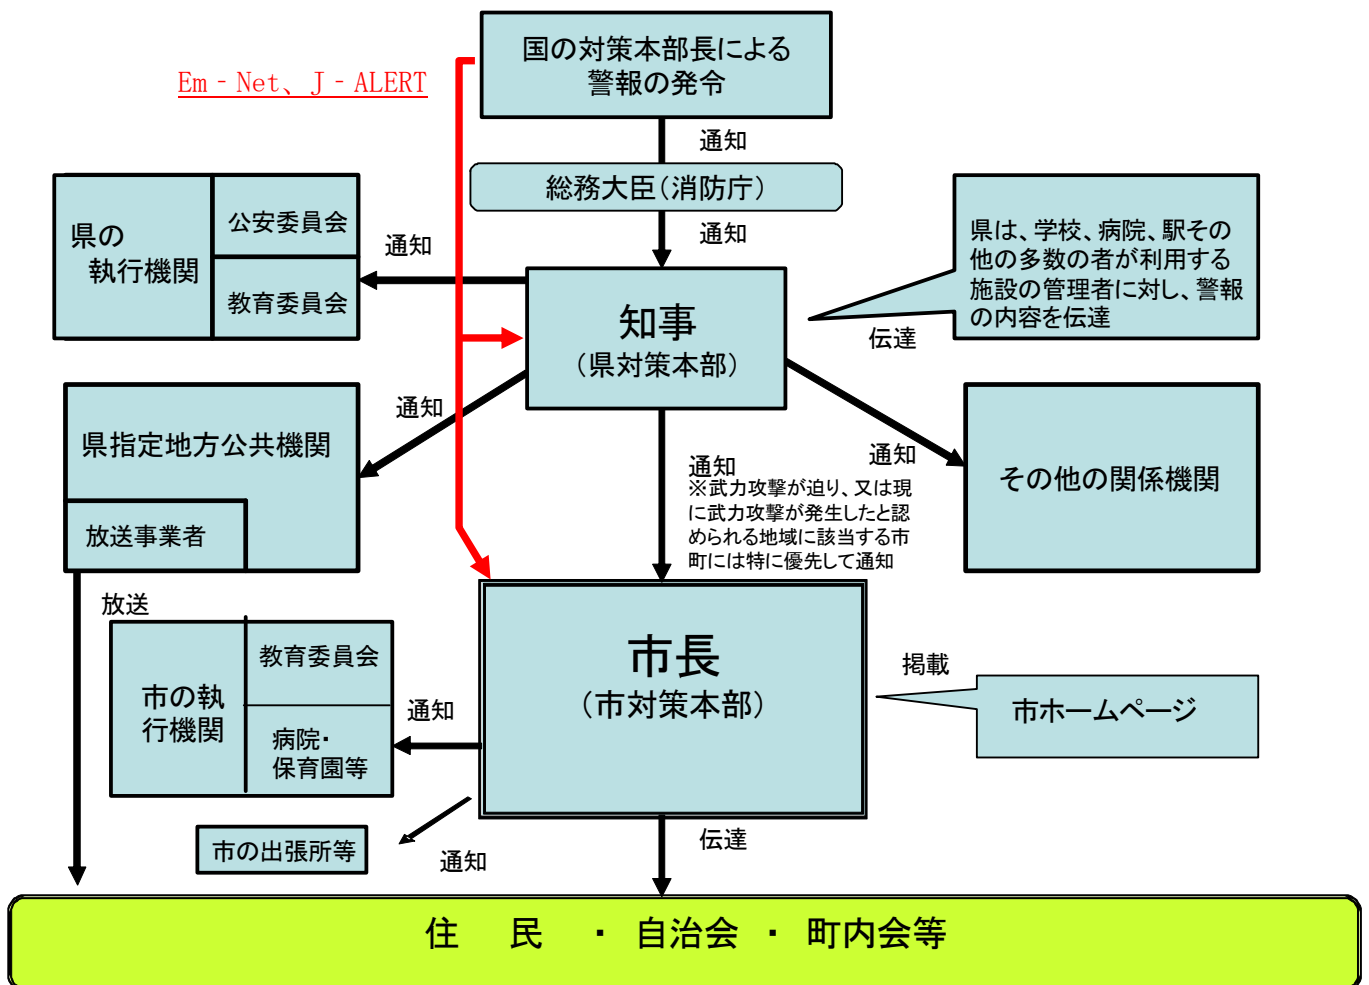 国の対策本部長による
警報の発令
Em‐Net、J‐ALERT
通知
総務大臣(消防庁)
通知
県の
執行機関
公安委員会
教育委員会
通知
知事
(県対策本部)
県は、学校、病院、駅その
他の多数の者が利用する
施設の管理者に対し、警報
の内容を伝達
伝達
県指定地方公共機関
放送事業者
通知
通知
※武力攻撃が迫り、又は現
に武力攻撃が発生したと認
められる地域に該当する市
町には特に優先して通知
通知
その他の関係機関
放送
市の執
行機関
教育委員会
病院・
保育園等
通知
市長
(市対策本部)
掲載
市ホームページ
市の出張所等
通知
伝達
住 民 ・ 自治会 ・ 町内会等